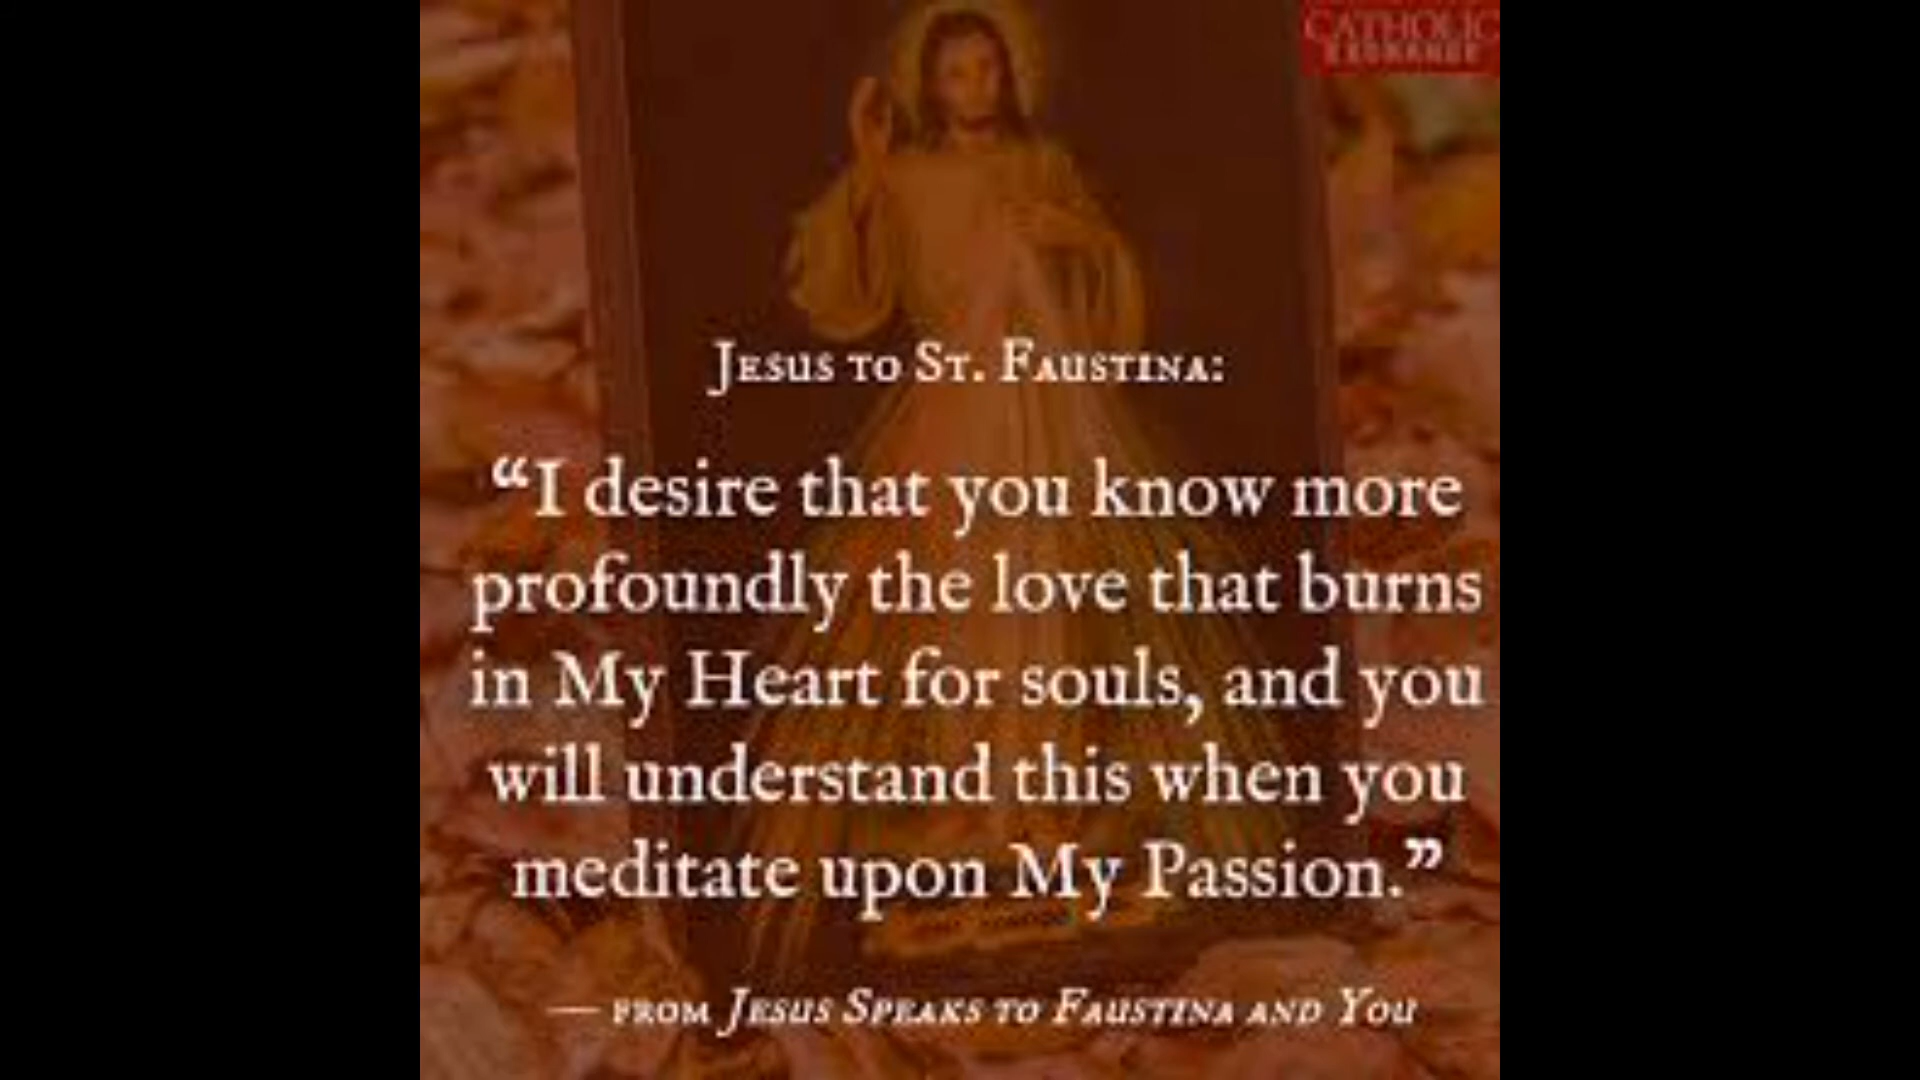 CATHOLIC
EXCHANGE
Jesus to St. Faustina:
“I desire that you know more
profoundly the love that burns
in My Heart for souls, and you
will understand this when you
meditate upon My Passion.”
— from Jesus Speaks to Faustina and You